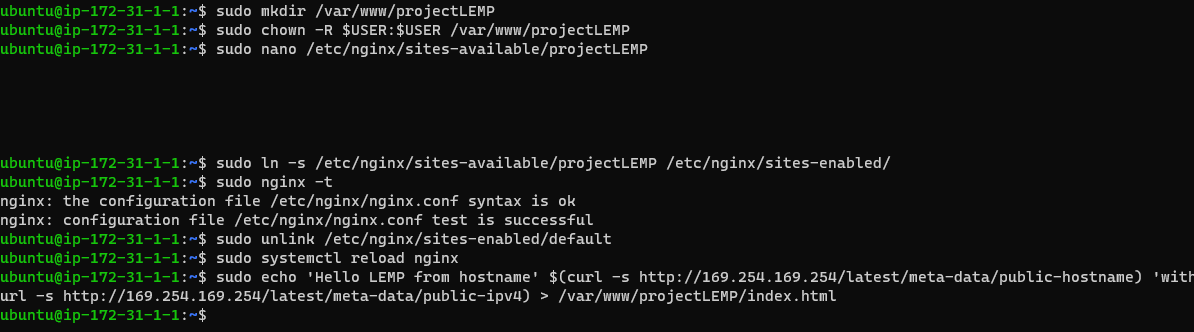 ubuntu@ip-172-31-1-1:~$ sudo mkdir /var/www/projectLEMP
ubuntu@ip-172-31-1-1:~$ sudo chown -R $USER:$USER /var/www/projectLEMP
ubuntu@ip-172-31-1-1:~$ sudo nano /etc/nginx/sites-available/projectLEMP
ubuntu@ip-172-31-1-1:~$ sudo ln -s /etc/nginx/sites-available/projectLEMP /etc/nginx/sites-enabled/
ubuntu@ip-172-31-1-1:~$ sudo nginx -t
nginx: the configuration file /etc/nginx/nginx.conf syntax is ok
nginx: configuration file /etc/nginx/nginx.conf test is successful
ubuntu@ip-172-31-1-1:~$ sudo unlink /etc/nginx/sites-enabled/default
ubuntu@ip-172-31-1-1:~$ sudo systemctl reload nginx
ubuntu@ip-172-31-1-1:~$ sudo echo 'Hello LEMP from hostname' $(curl -s http://169.254.169.254/latest/meta-data/public-hostname) 'with
url -s http://169.254.169.254/latest/meta-data/public-ipv4) > /var/www/projectLEMP/index.html
ubuntu@ip-172-31-1-1:~$